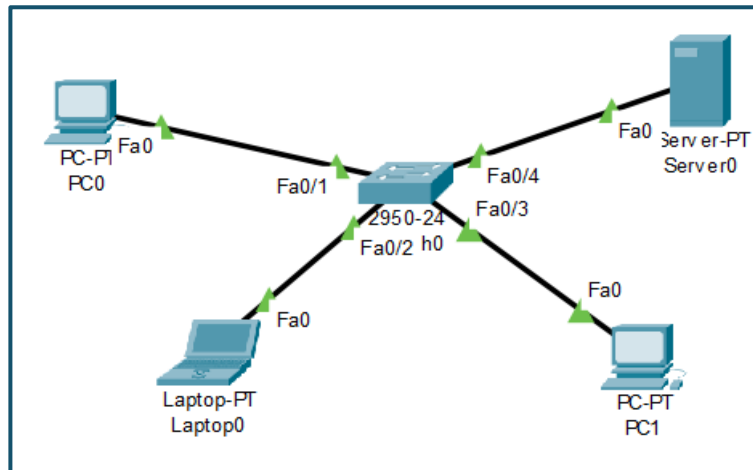 Fa0
PC-PT
PC0
Fa0
Server-PT
Server0
Fa0/1
Fa0/4
Fa0/3
2950-24
Fa0/2
h0
Fa0
Laptop-PT
Laptop0
Fa0
PC-PT
PC1